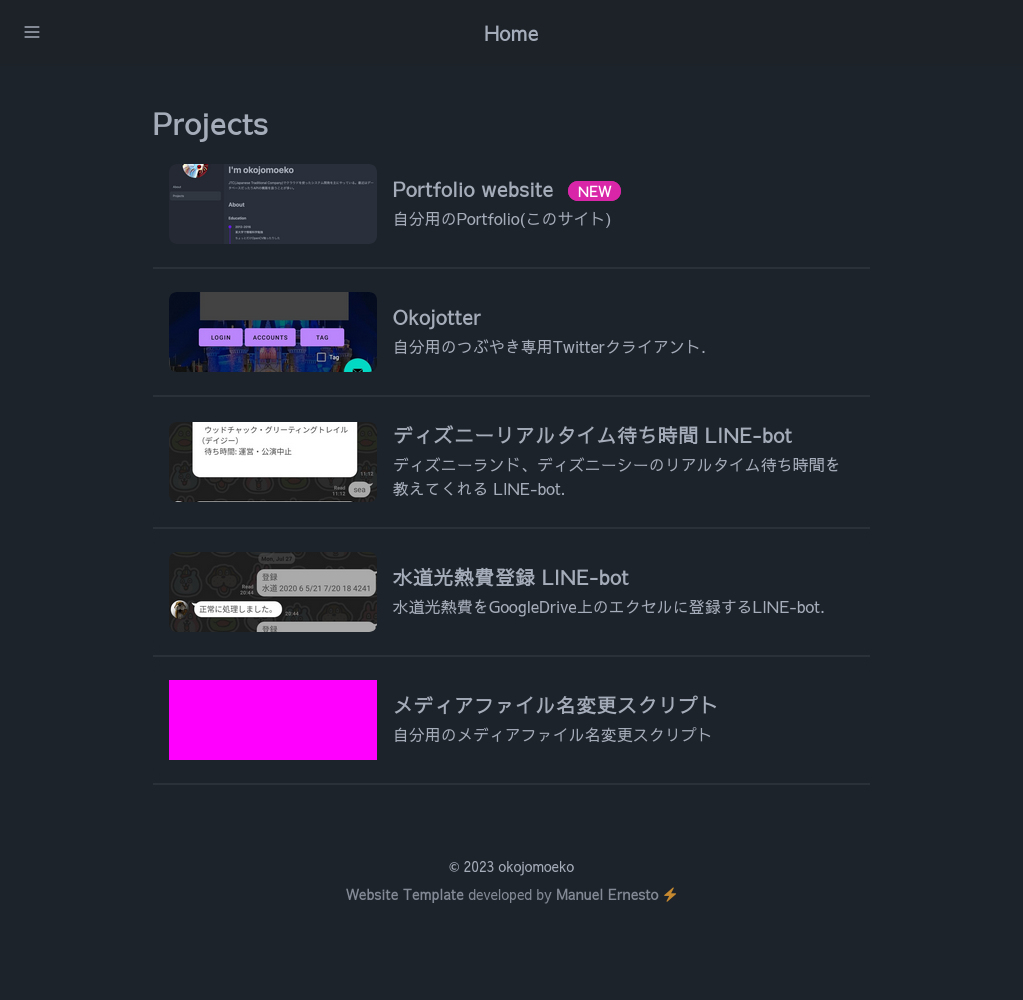 Home
Projects
I'm okojomoeko
About
Education
Portfolio website NEW
自分用のPortfolio(このサイト)
LOGIN ACCOUNTS TAG
Tag
Okojotter
自分用のつぶやき専用Twitterクライアント.
ウッドチャック・グリーティングトレイル
(デイジー)
待ち時間: 運営・公演中止
11:12
Read
11:12
sea
ディズニーリアルタイム待ち時間 LINE-bot
ディズニーランド、ディズニーシーのリアルタイム待ち時間を
教えてくれる LINE-bot.
登録
水道 2020 6 5/21 7/20 18 4241
Read
20:44
正常に処理しました。
20:44
登録
水道光熱費登録 LINE-bot
水道光熱費をGoogleDrive上のエクセルに登録するLINE-bot.
メディアファイル名変更スクリプト
自分用のメディアファイル名変更スクリプト
© 2023 okojomoeko
Website Template developed by Manuel Ernesto ⚡